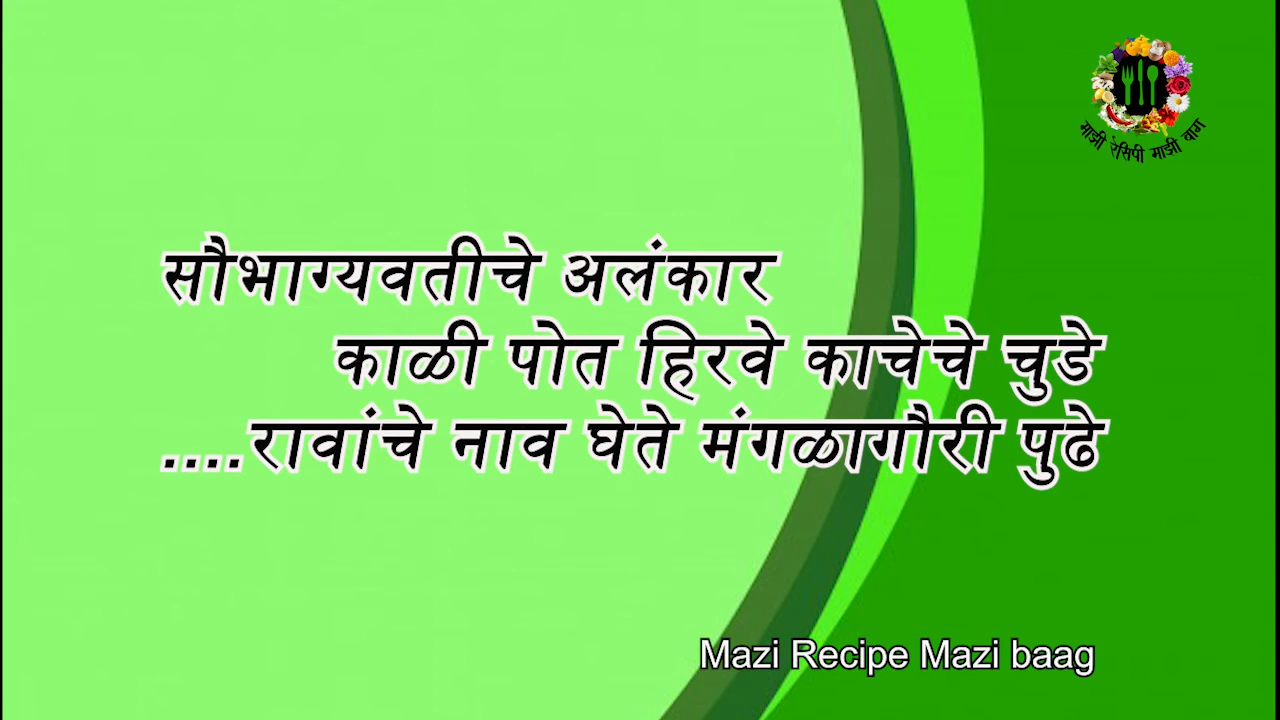 माझी रेसिपी माझी बाग
सौभाग्यवतीचे अलंकार
काळी पोत हिरवे काचेचे चुडे
....रावांचे नाव घेते मंगळागौरी पुढे
Mazi Recipe Mazi baag